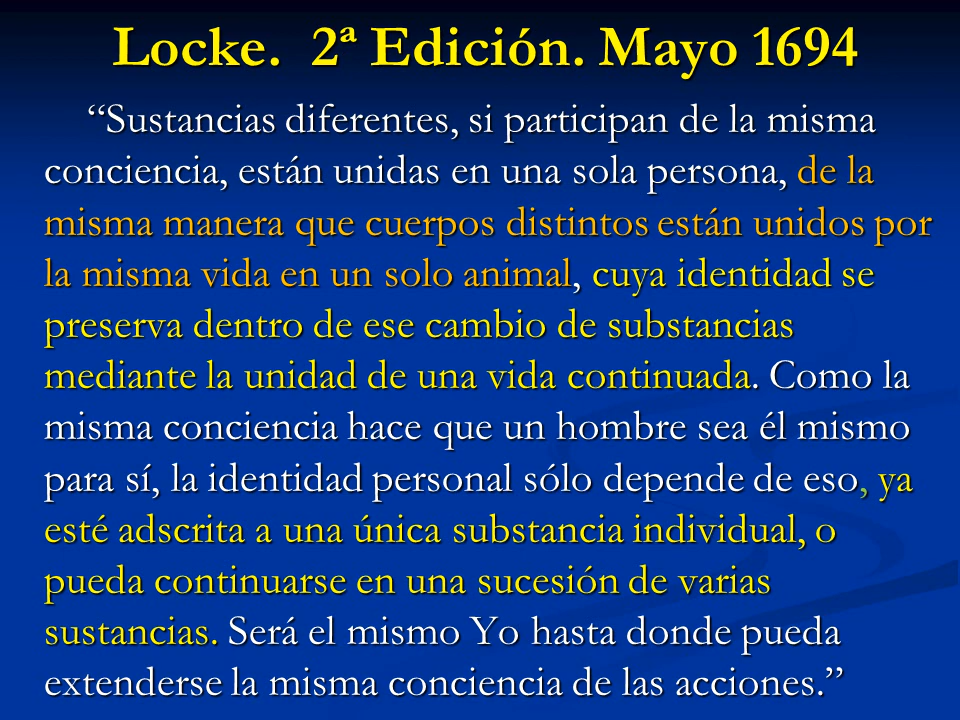 Locke. 2ª Edición. Mayo 1694
“Sustancias diferentes, si participan de la misma
conciencia, están unidas en una sola persona, de la
misma manera que cuerpos distintos están unidos por
la misma vida en un solo animal, cuya identidad se
preserva dentro de ese cambio de substancias
mediante la unidad de una vida continuada. Como la
misma conciencia hace que un hombre sea él mismo
para sí, la identidad personal sólo depende de eso, ya
esté adscrita a una única substancia individual, o
pueda continuarse en una sucesión de varias
sustancias. Será el mismo Yo hasta donde pueda
extenderse la misma conciencia de las acciones.”